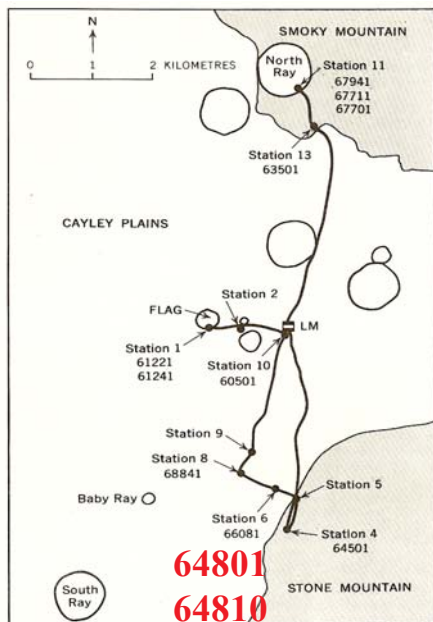 SMOKY MOUNTAIN
N
North
Ray
Station 11
0 1 2 KILOMETRES
67941
67711
67701
Station 13
63501
CAYLEY PLAINS
Station 2
FLAG
LM
Station 1
61221
61241
Station 10
60501
Station 9
Station 8
68841
Station 5
Baby Ray
Station 6
66081
Station 4
64501
64801
64810
South
Ray
STONE MOUNTAIN